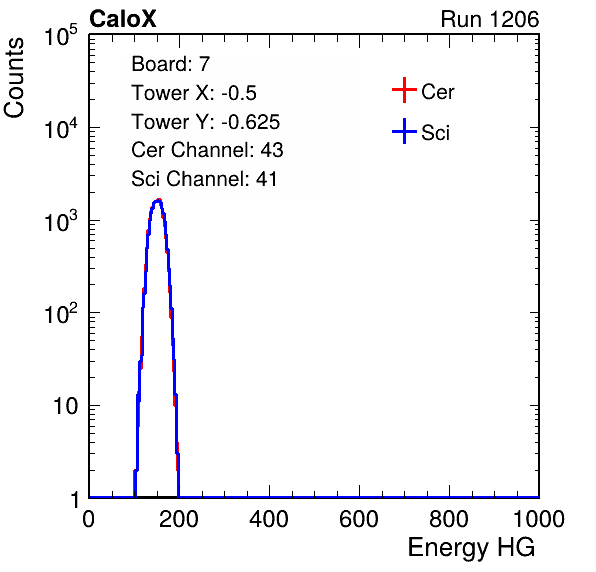 CaloX Run 1206
Board: 7
Tower X: -0.5
Tower Y: -0.625
Cer Channel: 43
Sci Channel: 41
Cer
Sci
Counts
10^5
10^4
10^3
10^2
10
1
0 200 400 600 800 1000
Energy HG